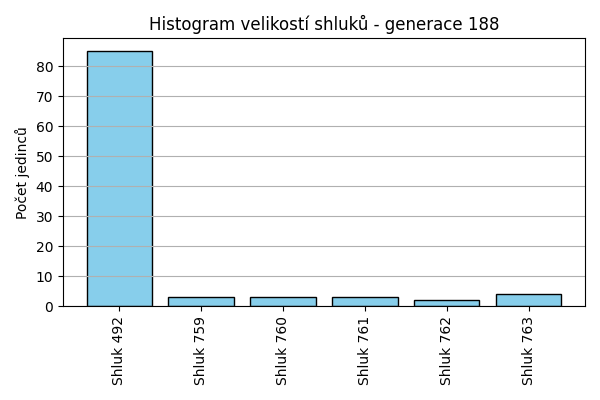 Histogram velikostí shluků - generace 188
Počet jedinců
80
70
60
50
40
30
20
10
0
Shluk 492
Shluk 759
Shluk 760
Shluk 761
Shluk 762
Shluk 763